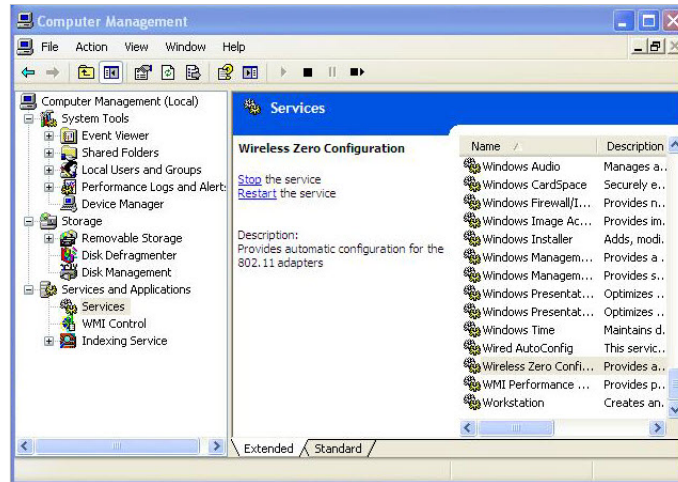 Computer Management
File Action View Window Help
Computer Management (Local)
System Tools
Event Viewer
Shared Folders
Local Users and Groups
Performance Logs and Alert:
Device Manager
Storage
Removable Storage
Disk Defragmenter
Disk Management
Services and Applications
Services
WMI Control
Indexing Service
Services
Wireless Zero Configuration
Stop the service
Restart the service
Description:
Provides automatic configuration for the
802.11 adapters
Name Description
Windows Audio Manages a..
Windows CardSpace Securely e..
Windows Firewall/I... Provides n..
Windows Image Ac... Provides im.
Windows Installer Adds, modi.
Windows Managem... Provides a .
Windows Managem... Provides s..
Windows Presentat... Optimizes ..
Windows Presentat... Optimizes ..
Windows Time Maintains d.
Wired AutoConfig This servic..
Wireless Zero Confi... Provides a..
WMI Performance ... Provides p..
Workstation Creates an.
Extended Standard